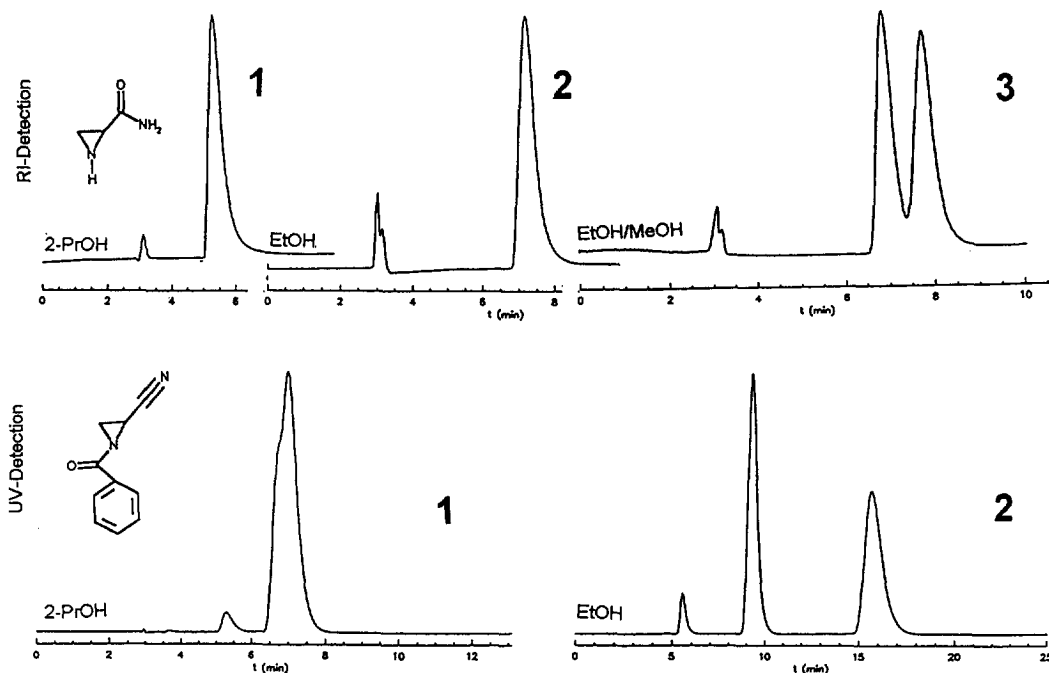 RI-Detection
O
NH2
N
H
1
2-PrOH
0 2 4 6
2
EtOH
0 2 4 6 8
t (min)
3
EtOH/MeOH
0 2 4 6 8 10
t (min)
UV-Detection
N
N
O
1
2-PrOH
0 2 4 6 8 10 12
t (min)
2
EtOH
0 5 10 15 20 25
t (min)